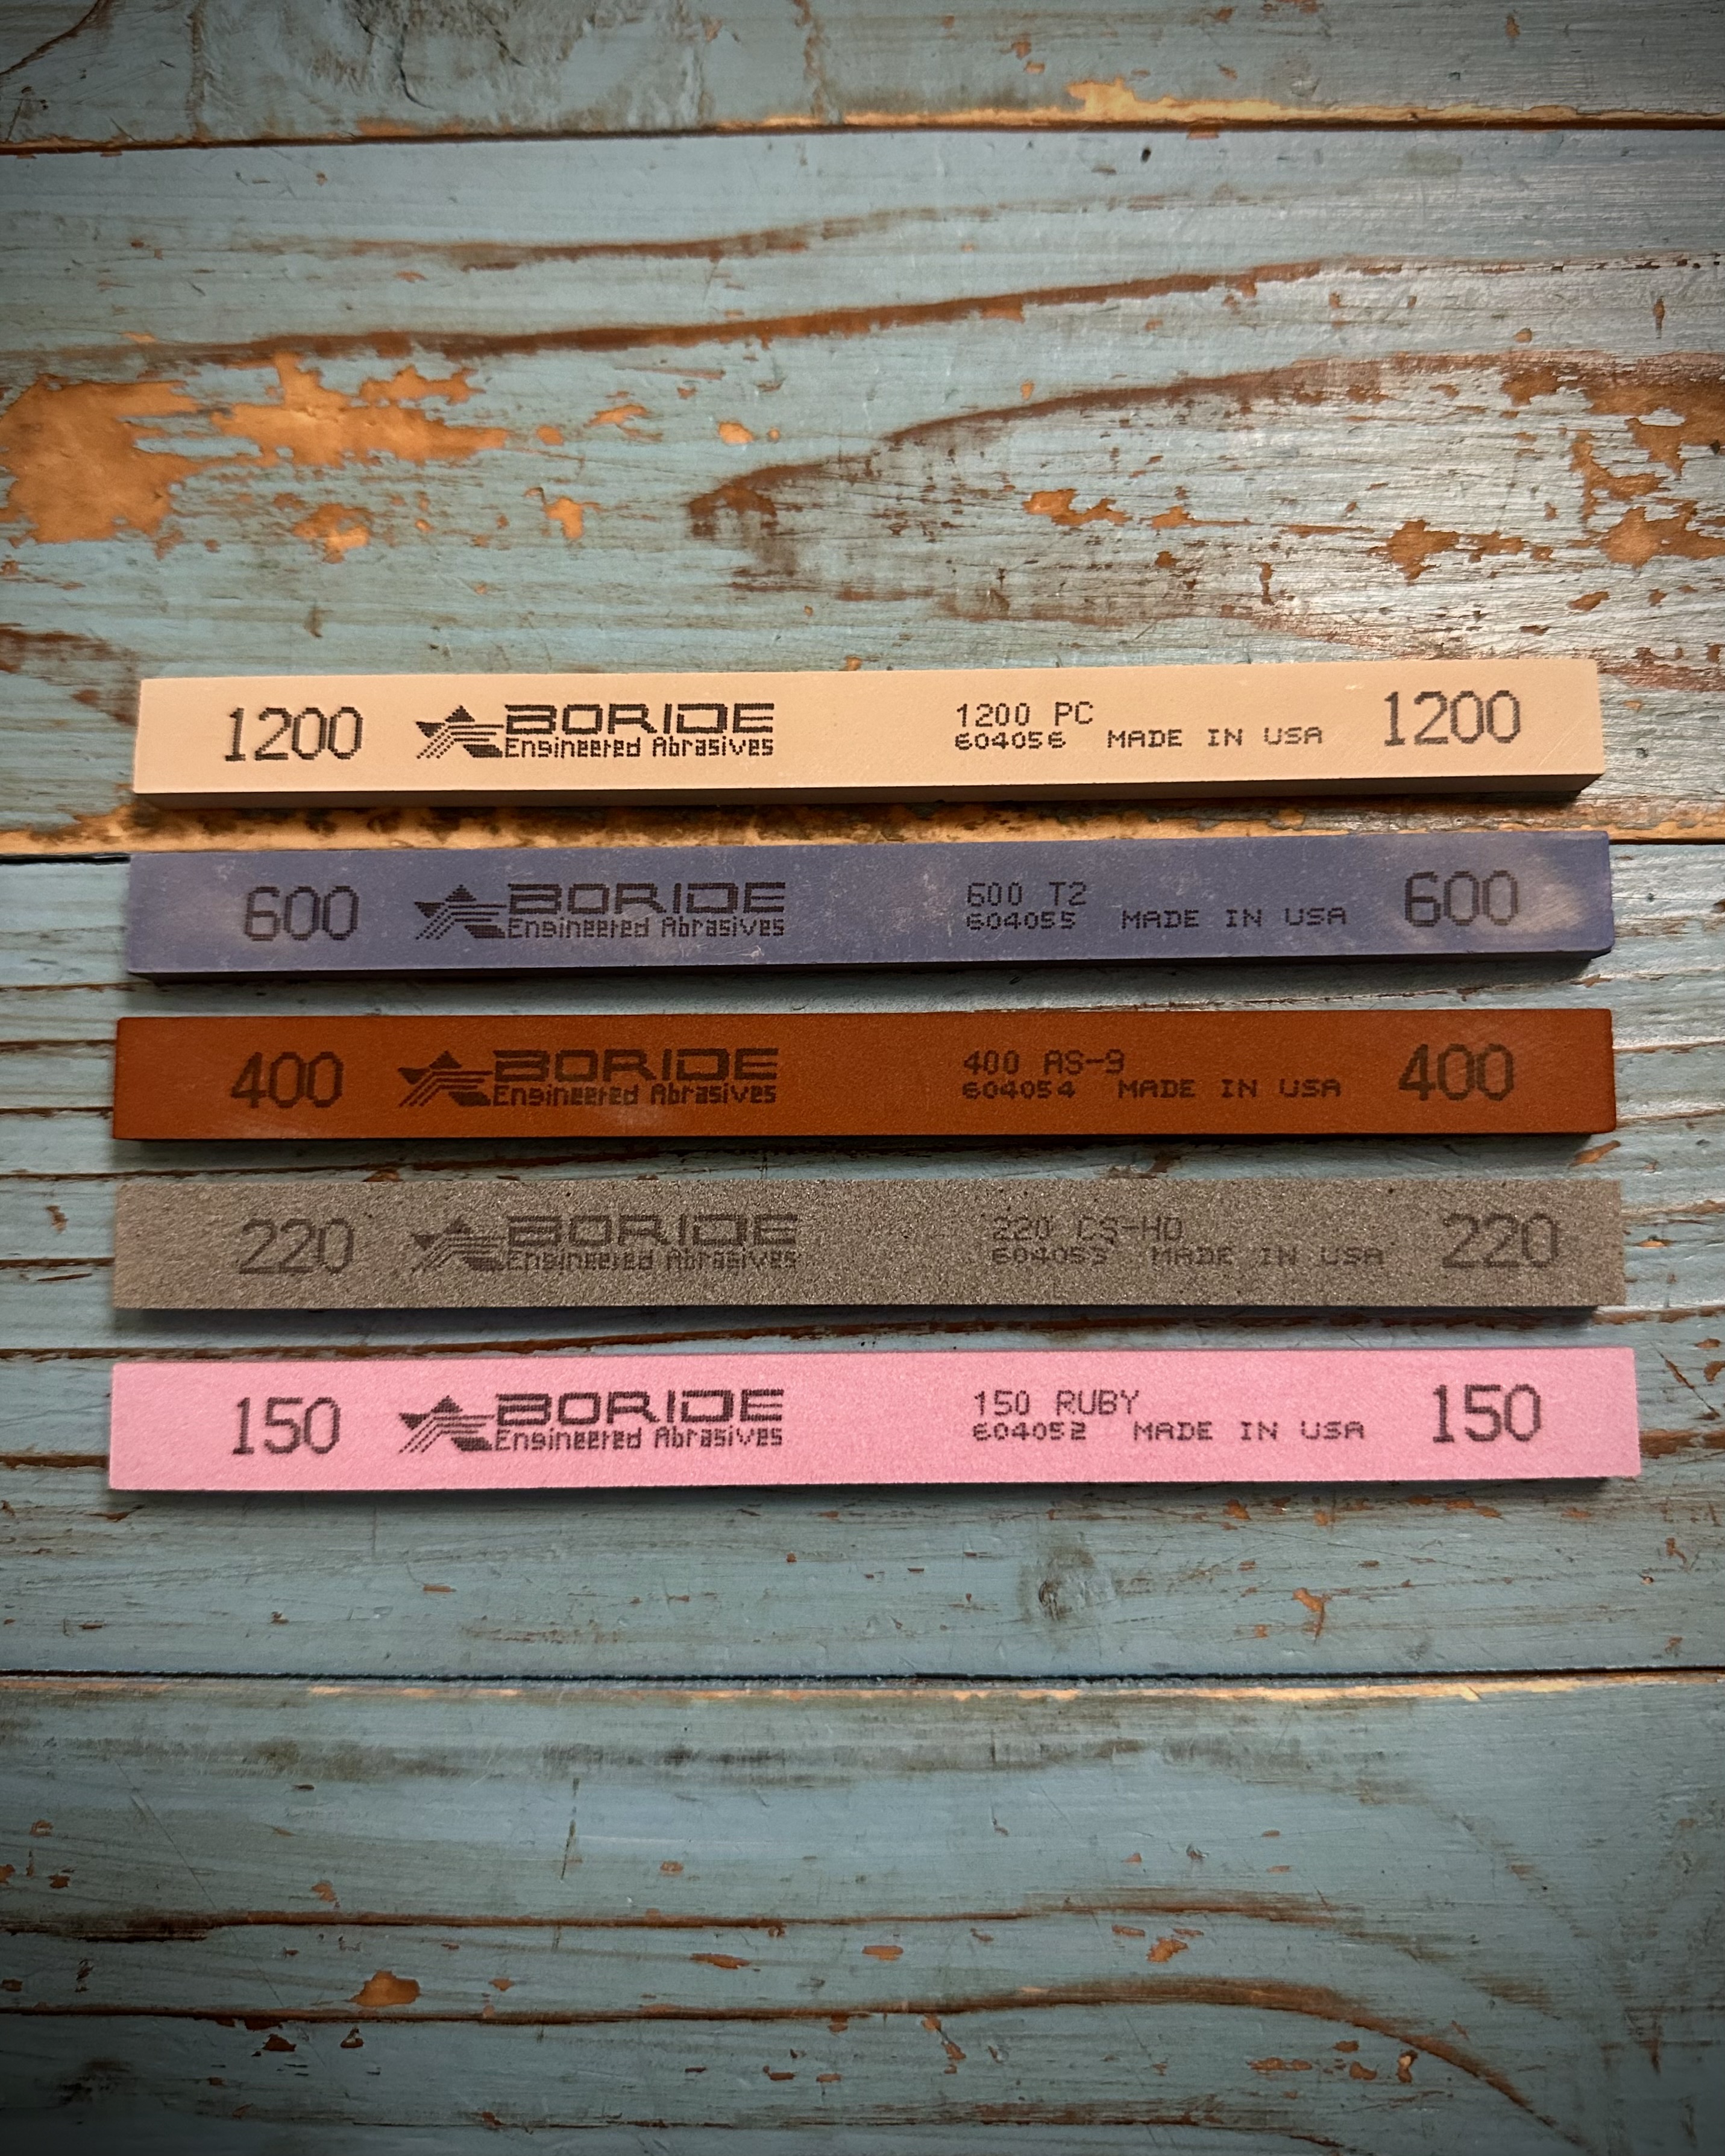 1200 BORIDE 1200 PC 1200
Engineered Abrasives 604056 MADE IN USA
600 BORIDE 600 T2 600
Engineered Abrasives 604055 MADE IN USA
400 BORIDE 400 AS-9 400
Engineered Abrasives 604054 MADE IN USA
220 BORIDE 220 CS-HD 220
Engineered Abrasives 604053 MADE IN USA
150 BORIDE 150 RUBY 150
Engineered Abrasives 604052 MADE IN USA